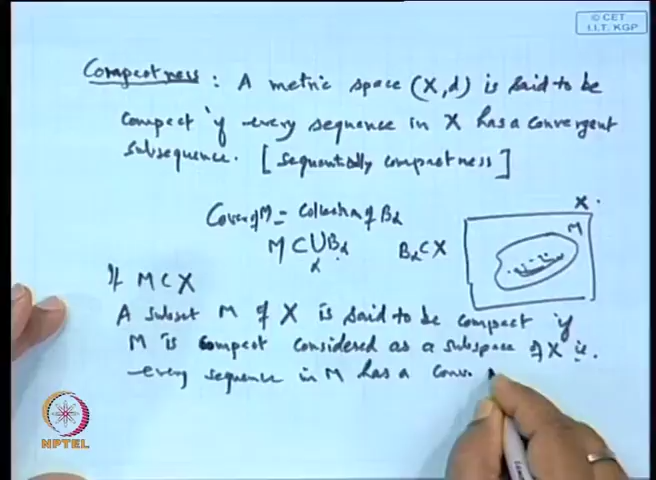 © CET
I.I.T. KGP
Compactness : A metric space (X,d) is said to be
compact if every sequence in X has a convergent
subsequence. [Sequentially compactness]
Cover of M = Collection of Bα
M ⊂ ∪ Bα
α
Bα ⊂ X
X
M
If M ⊂ X
A subset M of X is said to be compact if
M is compact considered as a subspace of X ie.
every sequence in M has a conv.
NPTEL